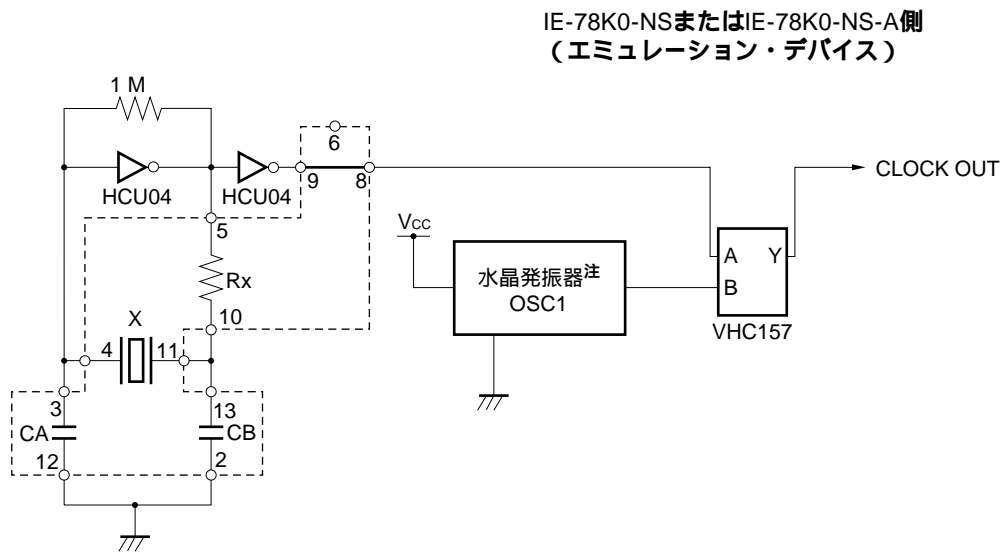 IE-78K0-NSまたはIE-78K0-NS-A側
（エミュレーション・デバイス）
1 M
6
HCU04
HCU04
9
8
CLOCK OUT
5
VCC
A
Y
B
水晶発振器注
OSC1
VHC157
Rx
10
X
4
11
3
13
CA
CB
12
2